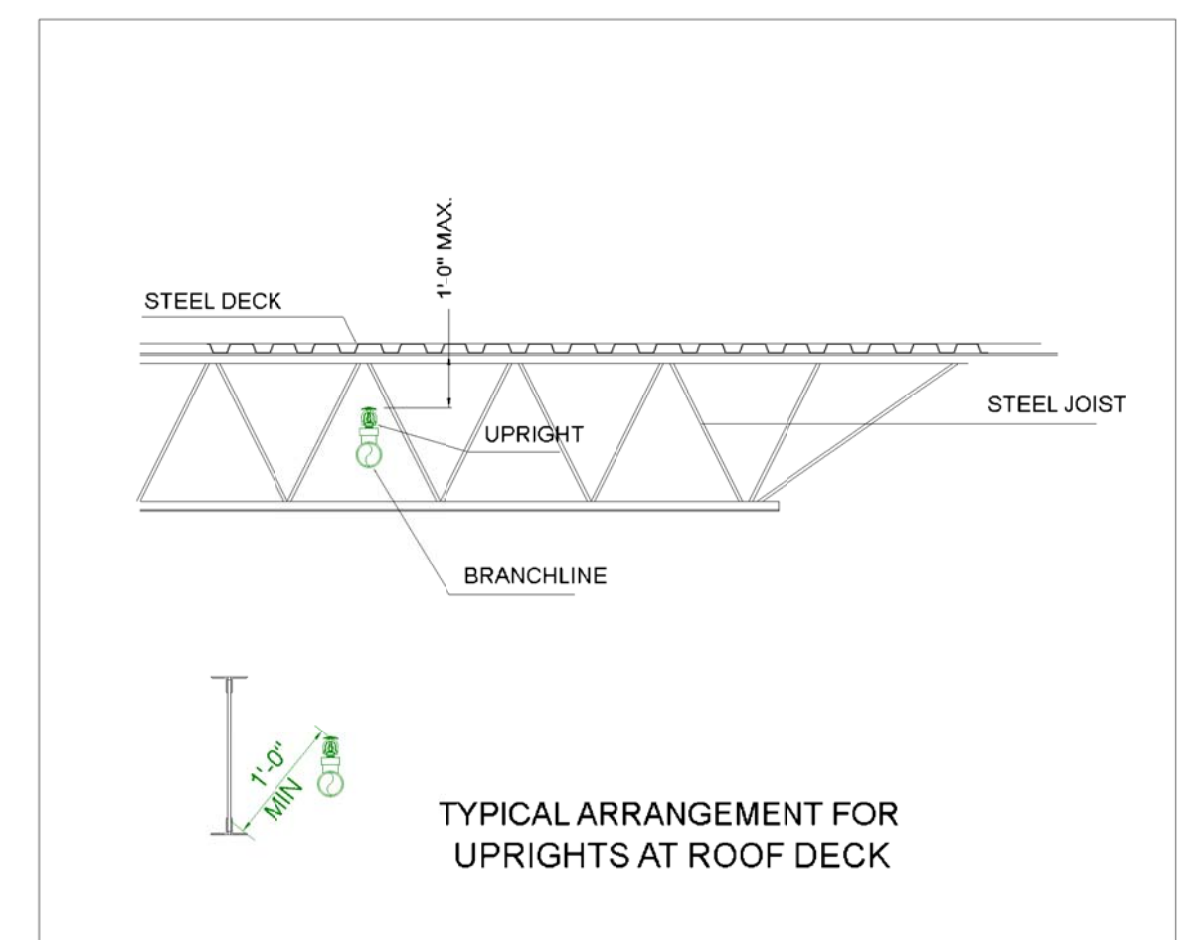 1'-0" MAX.
STEEL DECK
STEEL JOIST
UPRIGHT
BRANCHLINE
1'-0"
MIN
TYPICAL ARRANGEMENT FOR
UPRIGHTS AT ROOF DECK